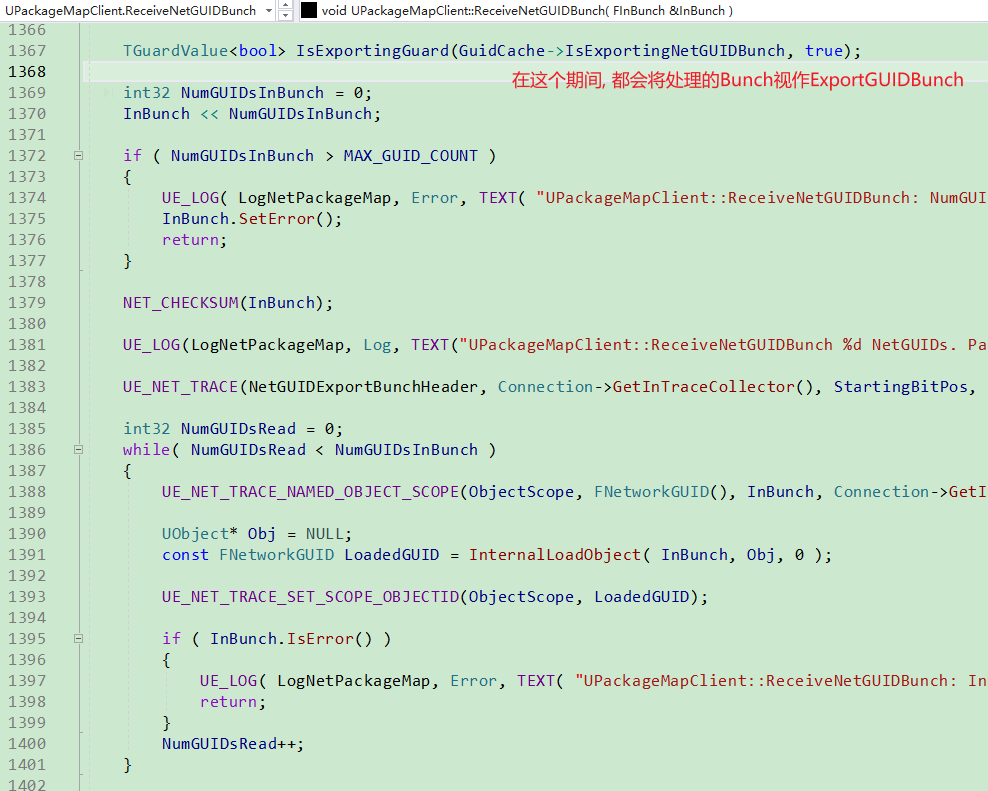 UPackageMapClient.ReceiveNetGUIDBunch void UPackageMapClient::ReceiveNetGUIDBunch( FInBunch &InBunch )
1366
1367 TGuardValue<bool> IsExportingGuard(GuidCache->IsExportingNetGUIDBunch, true);
1368 在这个期间, 都会将处理的Bunch视作ExportGUIDBunch
1369 int32 NumGUIDsInBunch = 0;
1370 InBunch << NumGUIDsInBunch;
1371
1372 if ( NumGUIDsInBunch > MAX_GUID_COUNT )
1373 {
1374 UE_LOG( LogNetPackageMap, Error, TEXT( "UPackageMapClient::ReceiveNetGUIDBunch: NumGUI
1375 InBunch.SetError();
1376 return;
1377 }
1378
1379 NET_CHECKSUM(InBunch);
1380
1381 UE_LOG(LogNetPackageMap, Log, TEXT("UPackageMapClient::ReceiveNetGUIDBunch %d NetGUIDs. Pa
1382
1383 UE_NET_TRACE(NetGUIDExportBunchHeader, Connection->GetInTraceCollector(), StartingBitPos,
1384
1385 int32 NumGUIDsRead = 0;
1386 while( NumGUIDsRead < NumGUIDsInBunch )
1387 {
1388 UE_NET_TRACE_NAMED_OBJECT_SCOPE(ObjectScope, FNetworkGUID(), InBunch, Connection->GetI
1389
1390 UObject* Obj = NULL;
1391 const FNetworkGUID LoadedGUID = InternalLoadObject( InBunch, Obj, 0 );
1392
1393 UE_NET_TRACE_SET_SCOPE_OBJECTID(ObjectScope, LoadedGUID);
1394
1395 if ( InBunch.IsError() )
1396 {
1397 UE_LOG( LogNetPackageMap, Error, TEXT( "UPackageMapClient::ReceiveNetGUIDBunch: In
1398 return;
1399 }
1400 NumGUIDsRead++;
1401 }
1402